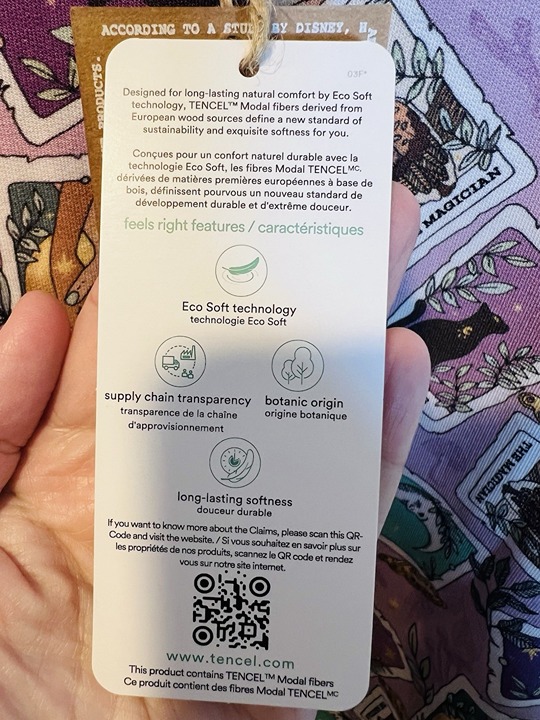 ACCORDING TO A STUDY BY DISNEY, H
PRODUCTS.
03F*
Designed for long-lasting natural comfort by Eco Soft
technology, TENCEL™ Modal fibers derived from
European wood sources define a new standard of
sustainability and exquisite softness for you.
Conçues pour un confort naturel durable avec la
technologie Eco Soft, les fibres Modal TENCELᴹᶜ,
dérivées de matières premières européennes à base de
bois, définissent pourvous un nouveau standard de
développement durable et d'extrême douceur.
feels right features / caractéristiques
Eco Soft technology
technologie Eco Soft
supply chain transparency
transparence de la chaîne
d'approvisionnement
botanic origin
origine botanique
long-lasting softness
douceur durable
If you want to know more about the Claims, please scan this QR-
Code and visit the website. / Si vous souhaitez en savoir plus sur
les propriétés de nos produits, scannez le QR code et rendez
vous sur notre site internet.
www.tencel.com
This product contains TENCEL™ Modal fibers
Ce produit contient des fibres Modal TENCELᴹᶜ
MAGICIAN
THE MAGICIAN